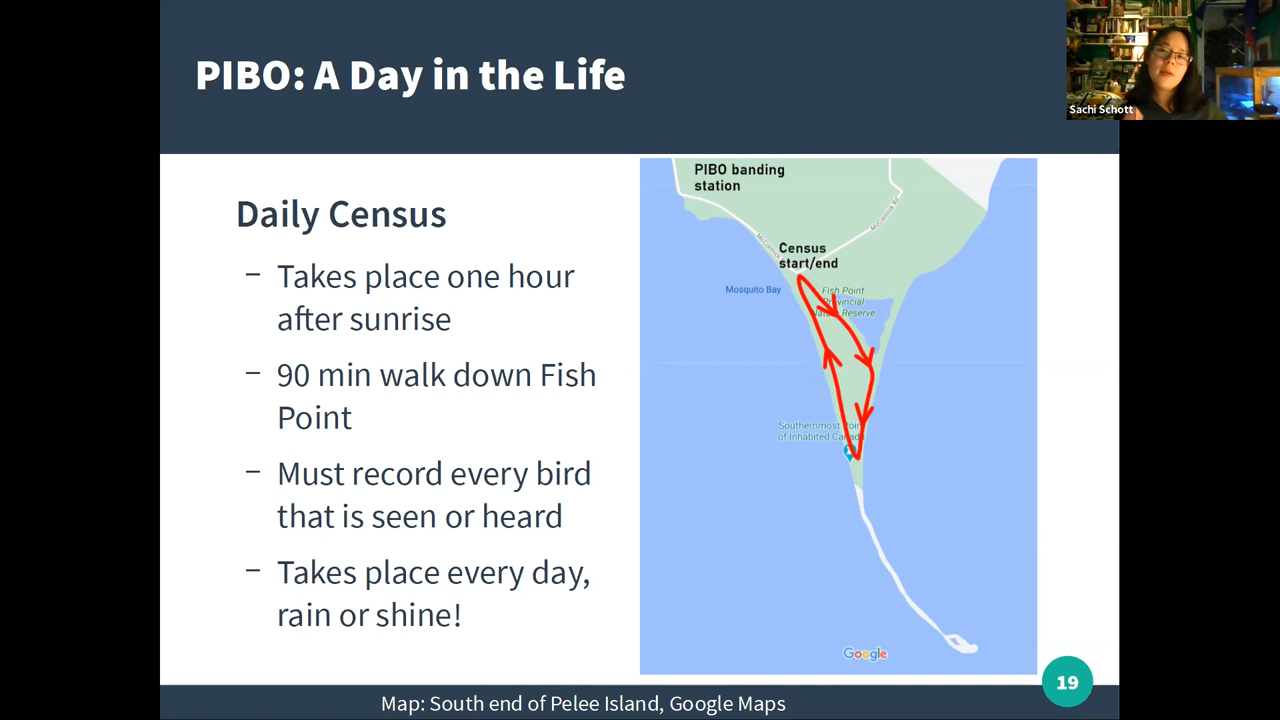 PIBO: A Day in the Life
Sachi Schott
Daily Census
– Takes place one hour
after sunrise
– 90 min walk down Fish
Point
– Must record every bird
that is seen or heard
– Takes place every day,
rain or shine!
PIBO banding
station
McCormick Rd
Census
start/end
Mosquito Bay
Fish Point
Provincial
Nature Reserve
Southernmost Point
of Inhabited Canada
Google
19
Map: South end of Pelee Island, Google Maps